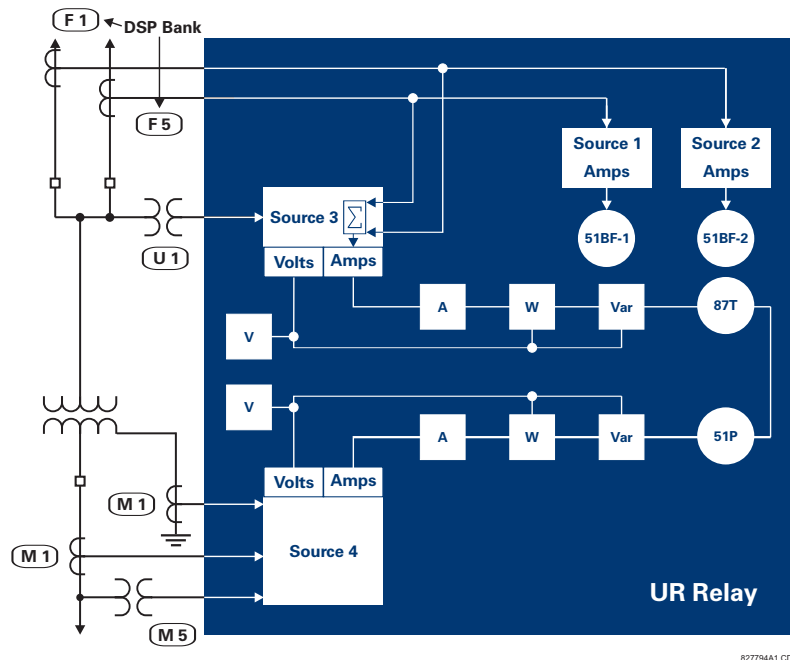 F 1
DSP Bank
F 5
Source 1
Amps
Source 2
Amps
Source 3
Σ
U 1
51BF-1
51BF-2
Volts
Amps
A
W
Var
87T
V
V
A
W
Var
51P
Volts
Amps
M 1
M 1
Source 4
UR Relay
M 5
827794A1.CD